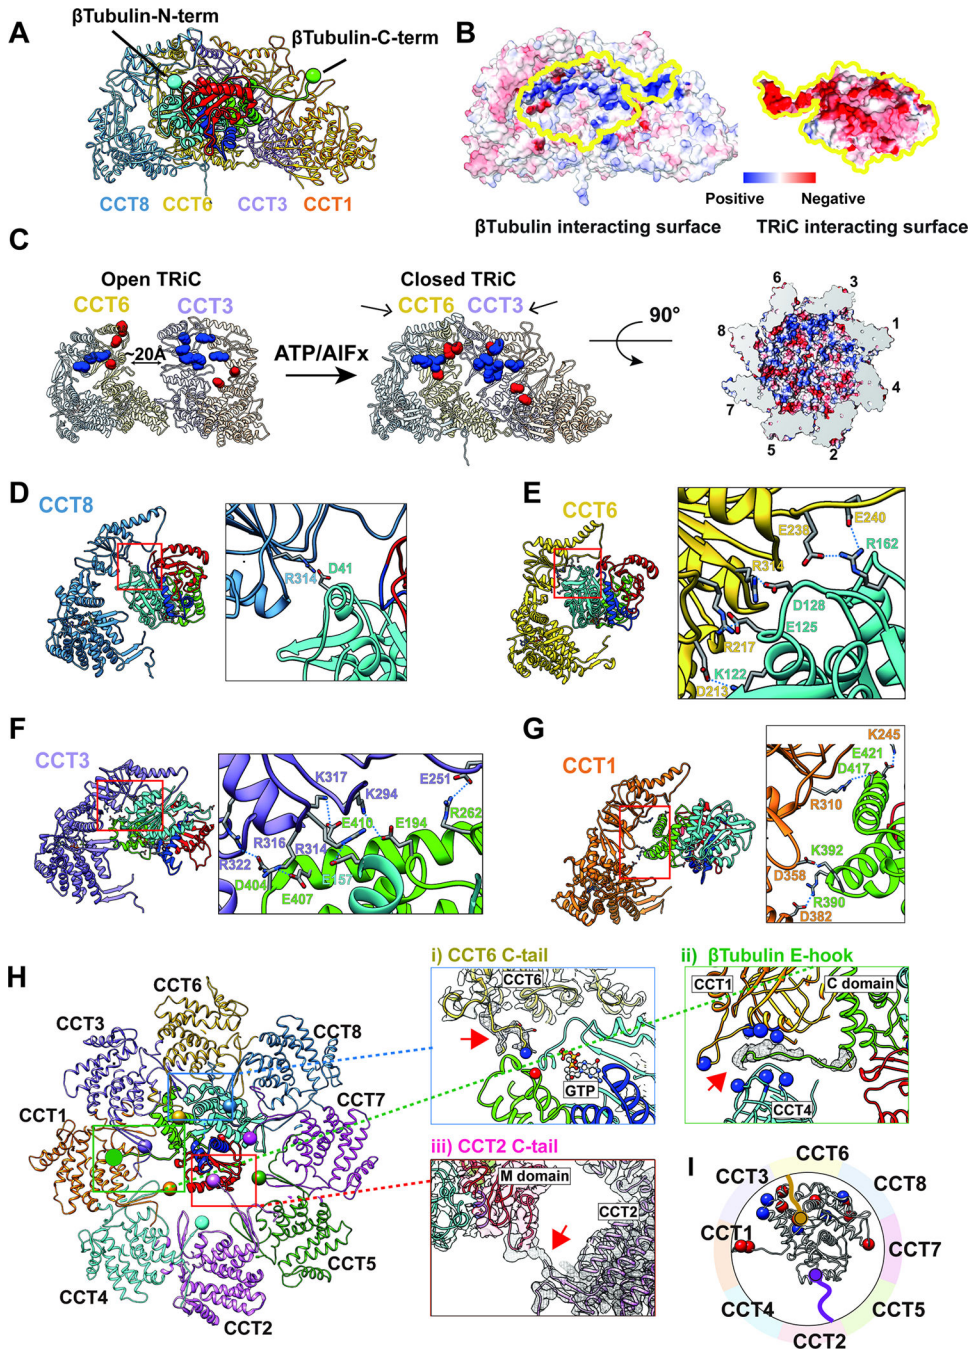 A
βTubulin-N-term
βTubulin-C-term
CCT8 CCT6 CCT3 CCT1
B
Positive Negative
βTubulin interacting surface
TRiC interacting surface
C
Open TRiC
CCT6 CCT3
~20Å
ATP/AlFx
Closed TRiC
CCT6 CCT3
90°
6 3
8 1
7 4
5 2
D
CCT8
R314 D41
E
CCT6
E238 E240
R162
R314
D128
E125
R217
K122
D213
F
CCT3
K317 E251
K294
R262
E410 E194
R316 R314
R322
D404 E157
E407
G
CCT1
K245
E421
D417
R310
K392
D358
R390
D382
H
CCT6
CCT3 CCT8
CCT1 CCT7
CCT4 CCT5
CCT2
i) CCT6 C-tail
CCT6
GTP
ii) βTubulin E-hook
CCT1 C domain
CCT4
iii) CCT2 C-tail
M domain
CCT2
I
CCT6
CCT3 CCT8
CCT1 CCT7
CCT4 CCT5
CCT2